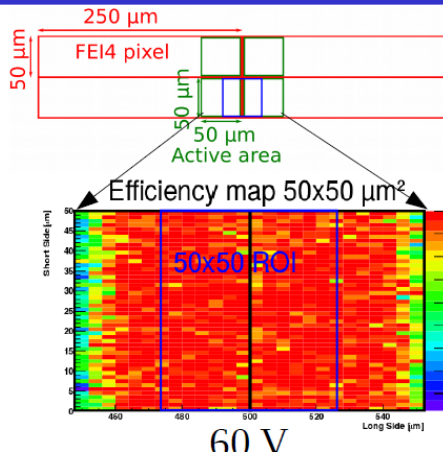 250 μm
50 μm
FEI4 pixel
50 μm
50 μm
Active area
Efficiency map 50x50 μm²
Short Side [μm]
50
45
40
35
30
25
20
15
10
5
0
50x50 ROI
460
480
500
520
540
Long Side [μm]
60 V